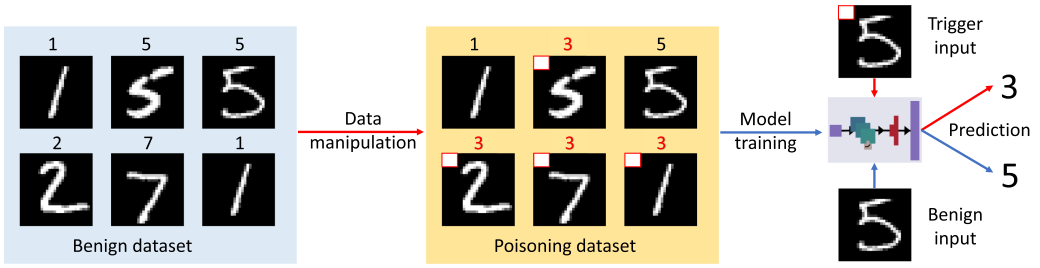 1 5 5
2 7 1
Benign dataset
Data
manipulation
1 3 5
3 3 3
Poisoning dataset
Model
training
Trigger
input
3
Prediction
5
Benign
input